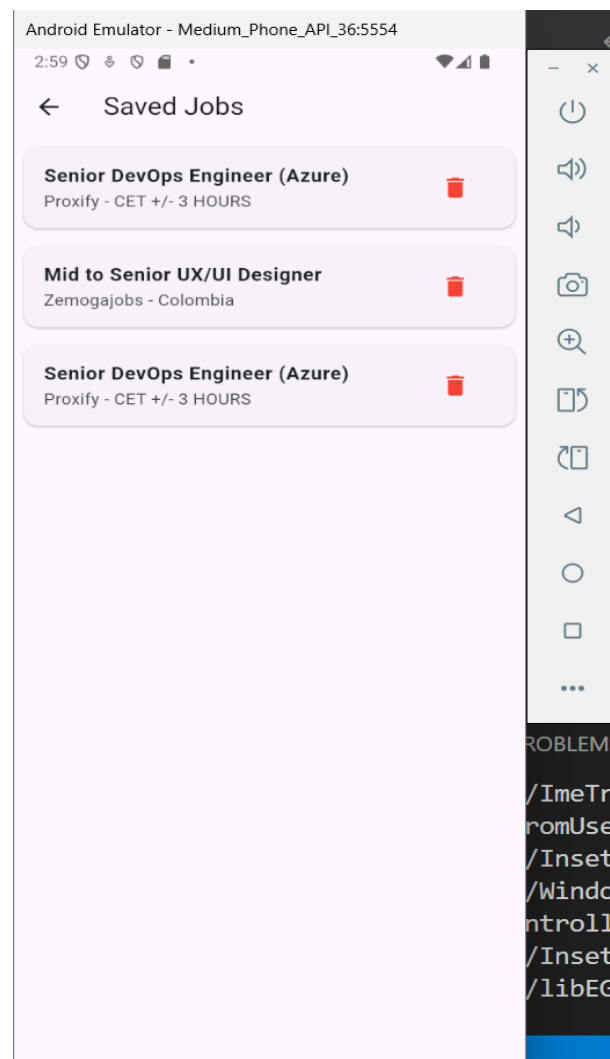 Android Emulator - Medium_Phone_API_36:5554
2:59
Saved Jobs
Senior DevOps Engineer (Azure)
Proxify - CET +/- 3 HOURS
Mid to Senior UX/UI Designer
Zemogajobs - Colombia
Senior DevOps Engineer (Azure)
Proxify - CET +/- 3 HOURS
ROBLEM
/ImeTr
romUse
/Inset
/Windo
ntroll
/Inset
/libEG